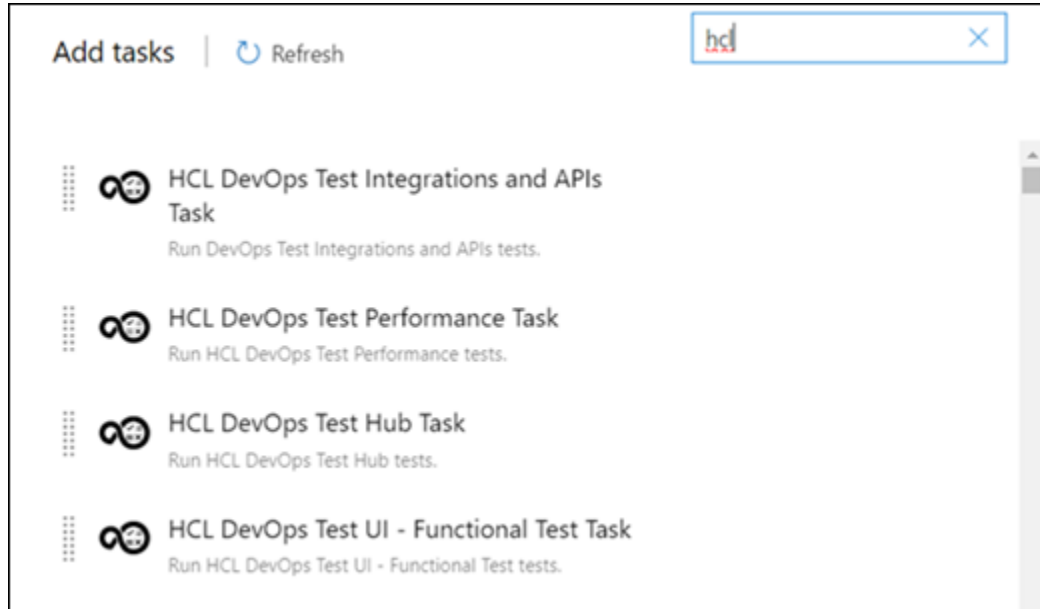 Add tasks
Refresh
hcl
HCL DevOps Test Integrations and APIs
Task
Run DevOps Test Integrations and APIs tests.
HCL DevOps Test Performance Task
Run HCL DevOps Test Performance tests.
HCL DevOps Test Hub Task
Run HCL DevOps Test Hub tests.
HCL DevOps Test UI - Functional Test Task
Run HCL DevOps Test UI - Functional Test tests.